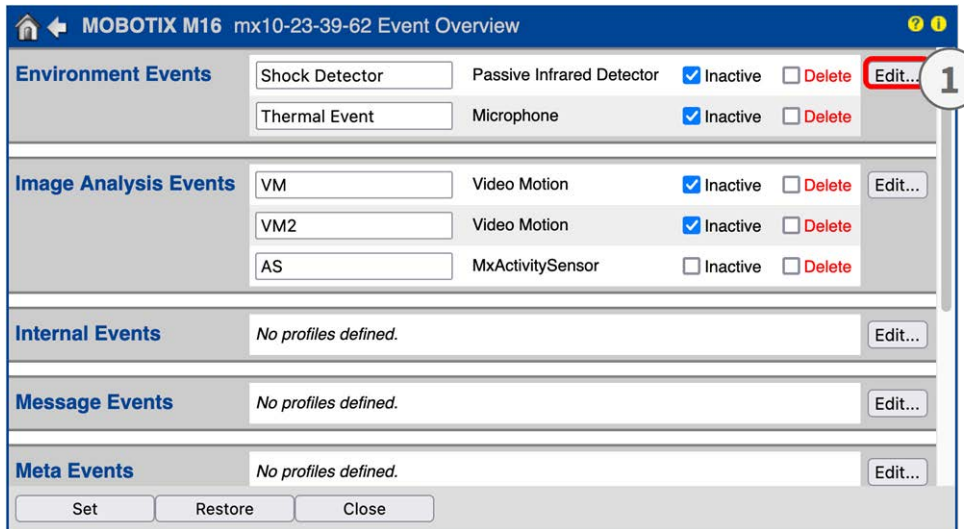 MOBOTIX M16 mx10-23-39-62 Event Overview ? i
Environment Events Shock Detector Passive Infrared Detector Inactive Delete Edit... 1
Thermal Event Microphone Inactive Delete
Image Analysis Events VM Video Motion Inactive Delete Edit...
VM2 Video Motion Inactive Delete
AS MxActivitySensor Inactive Delete
Internal Events No profiles defined. Edit...
Message Events No profiles defined. Edit...
Meta Events No profiles defined. Edit...
Set Restore Close